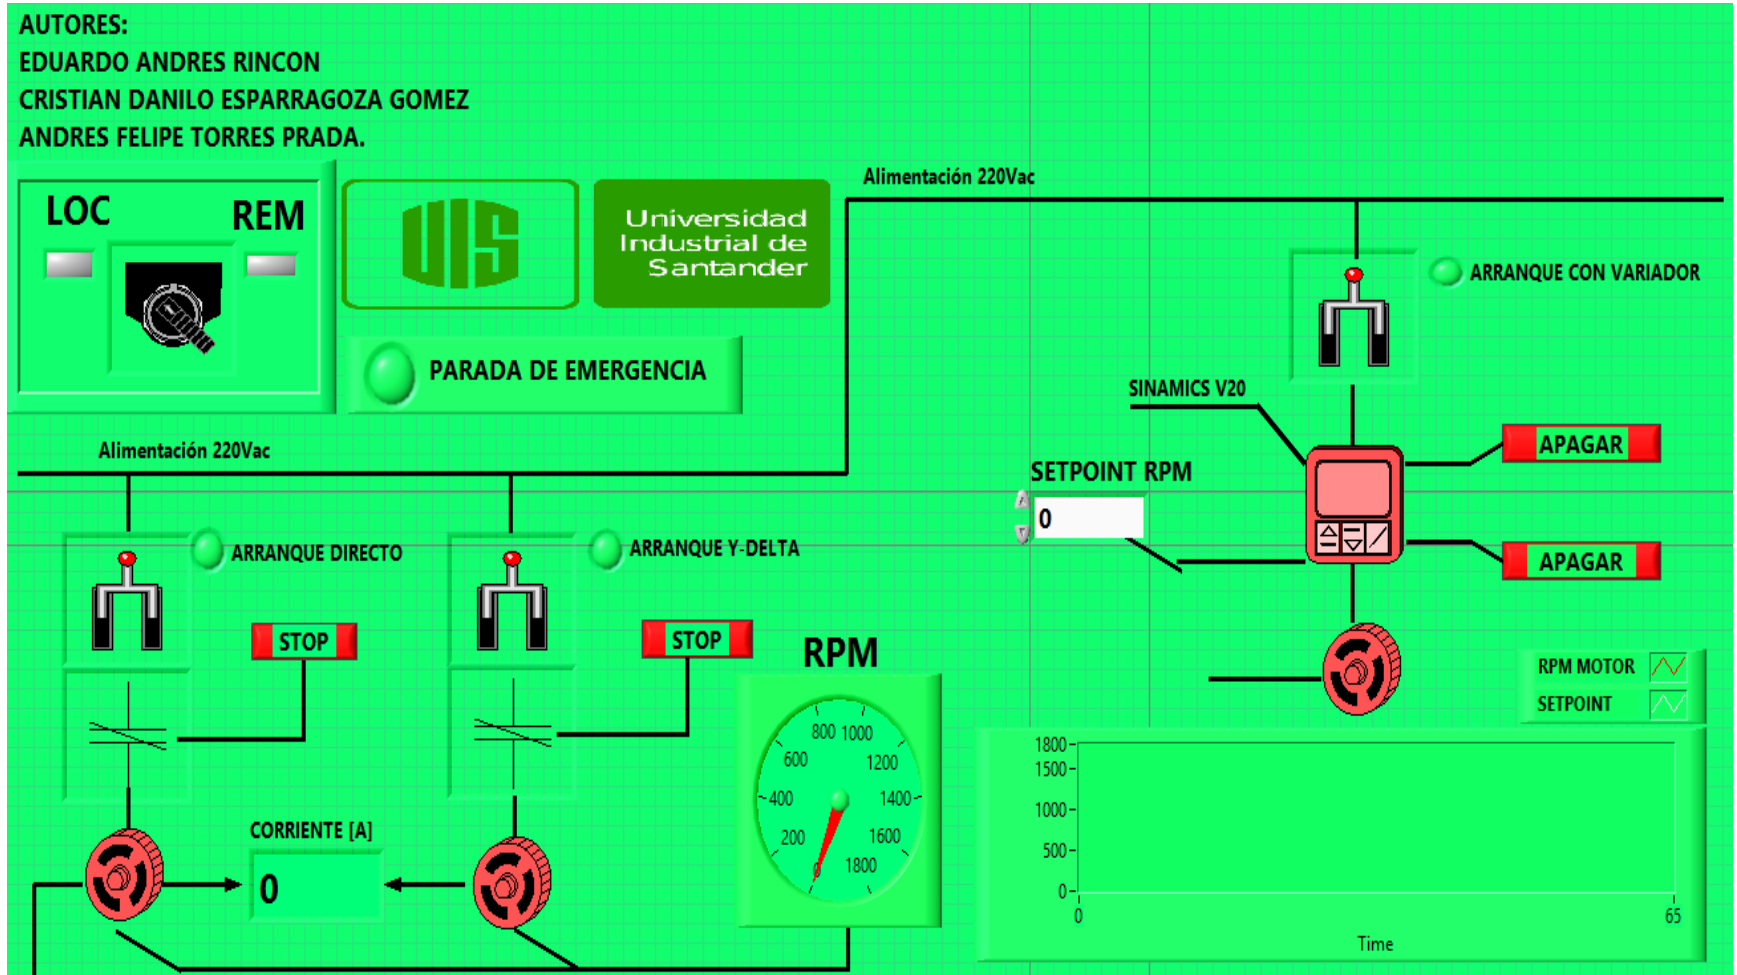 AUTORES:
EDUARDO ANDRES RINCON
CRISTIAN DANILO ESPARRAGOZA GOMEZ
ANDRES FELIPE TORRES PRADA.
LOC
REM
UIS
Universidad
Industrial de
Santander
PARADA DE EMERGENCIA
Alimentación 220Vac
ARRANQUE CON VARIADOR
SINAMICS V20
APAGAR
SETPOINT RPM
0
APAGAR
Alimentación 220Vac
ARRANQUE DIRECTO
ARRANQUE Y-DELTA
STOP
STOP
RPM
0
200
400
600
800
1000
1200
1400
1600
1800
CORRIENTE [A]
0
RPM MOTOR
SETPOINT
1800
1500
1000
500
0
0
65
Time